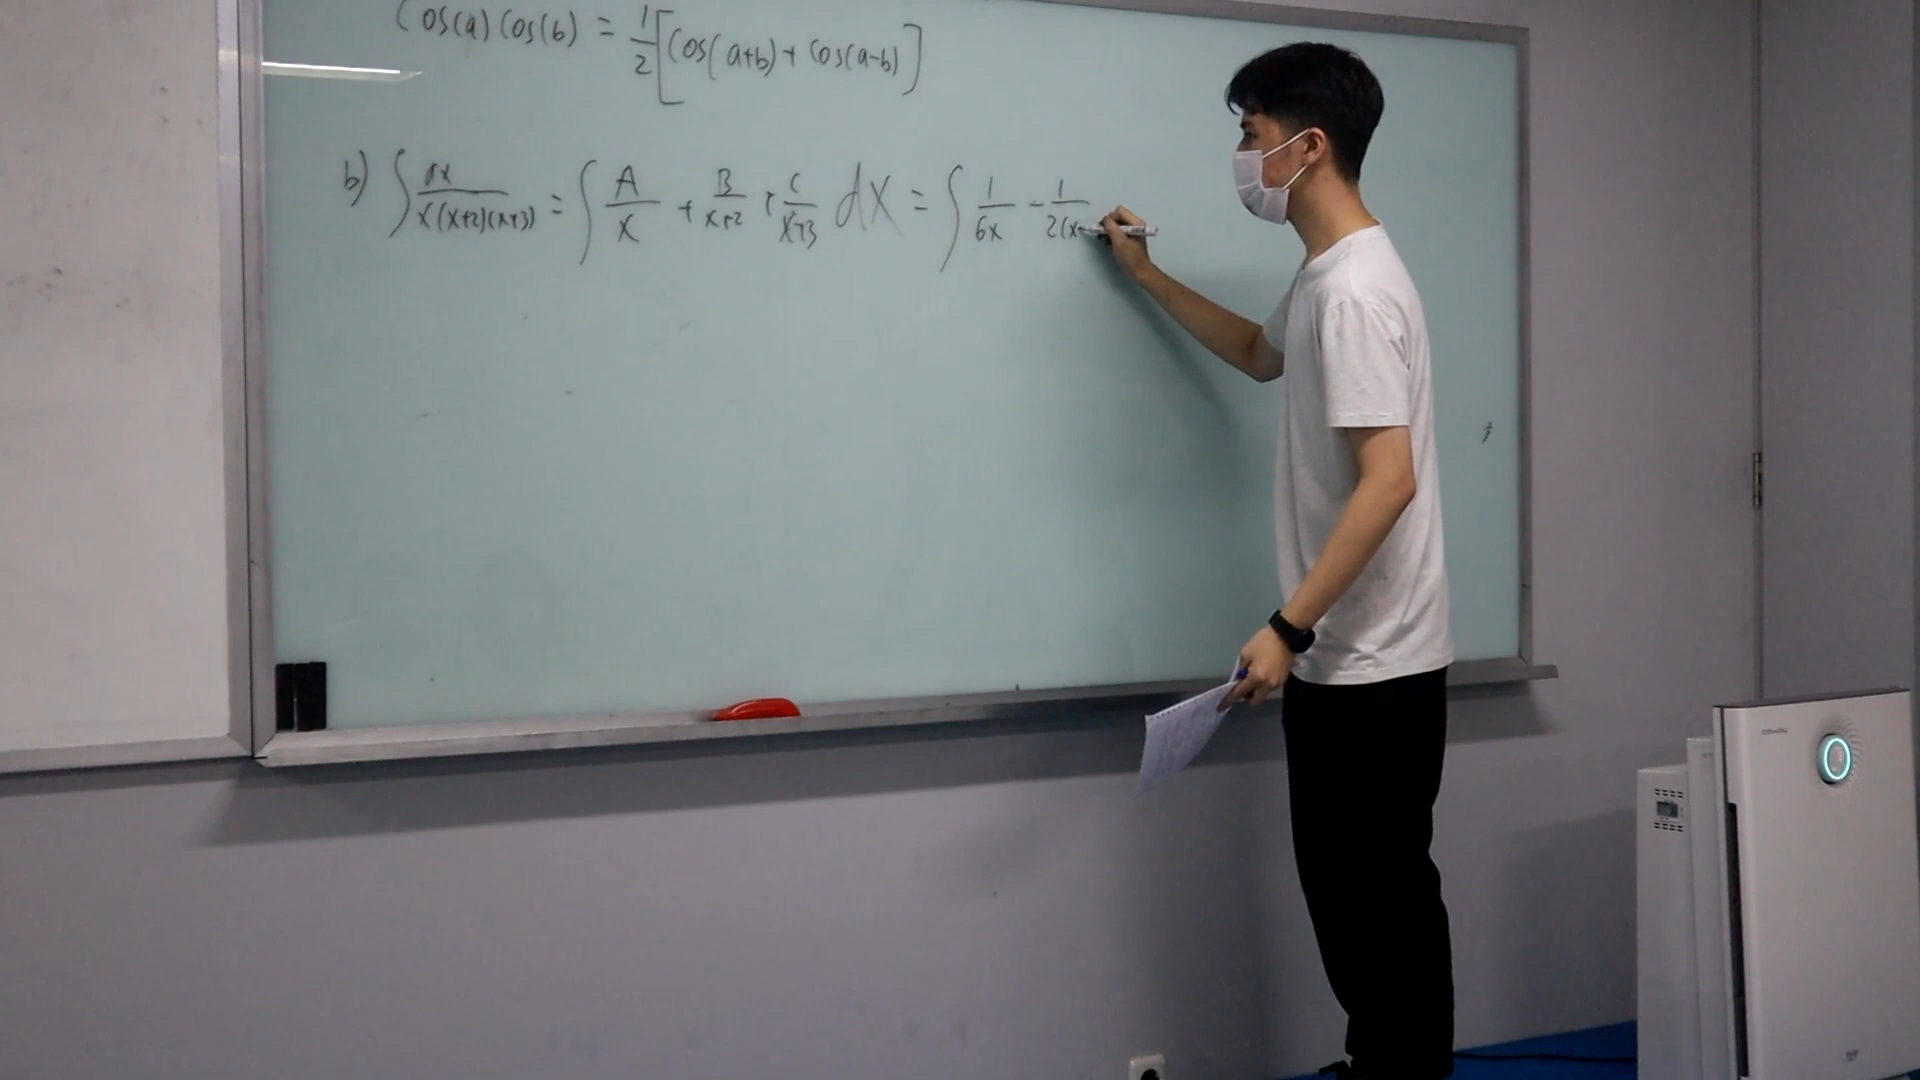 Cos(a) Cos(b) = 1/2 [Cos(a+b) + Cos(a-b)]
b) ∫ dx/(x(x+2)(x+3)) = ∫ A/x + B/(x+2) + C/(x+3) dx = ∫ 1/(6x) - 1/(2(x+